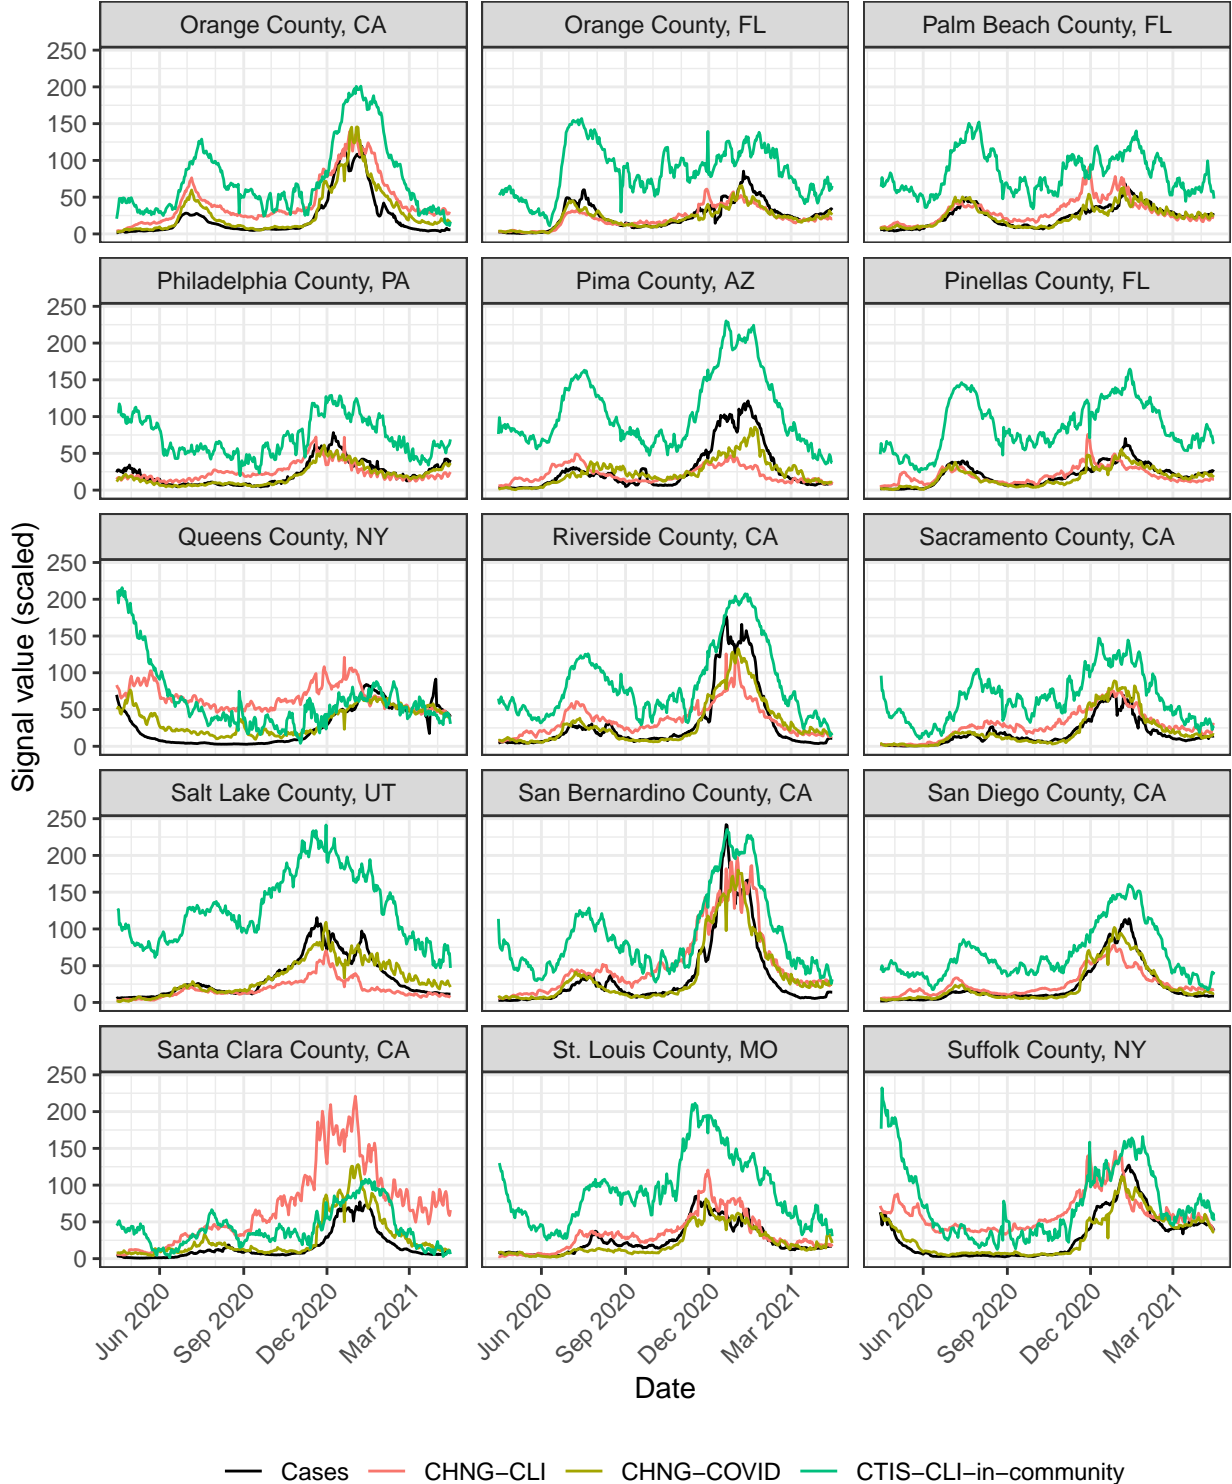 Orange County, CA
Orange County, FL
Palm Beach County, FL
250
200
150
100
50
0
Philadelphia County, PA
Pima County, AZ
Pinellas County, FL
250
200
150
100
50
0
Queens County, NY
Riverside County, CA
Sacramento County, CA
250
200
150
100
50
0
Signal value (scaled)
Salt Lake County, UT
San Bernardino County, CA
San Diego County, CA
250
200
150
100
50
0
Santa Clara County, CA
St. Louis County, MO
Suffolk County, NY
250
200
150
100
50
0
Jun 2020
Sep 2020
Dec 2020
Mar 2021
Jun 2020
Sep 2020
Dec 2020
Mar 2021
Jun 2020
Sep 2020
Dec 2020
Mar 2021
Date
Cases
CHNG−CLI
CHNG−COVID
CTIS−CLI−in−community